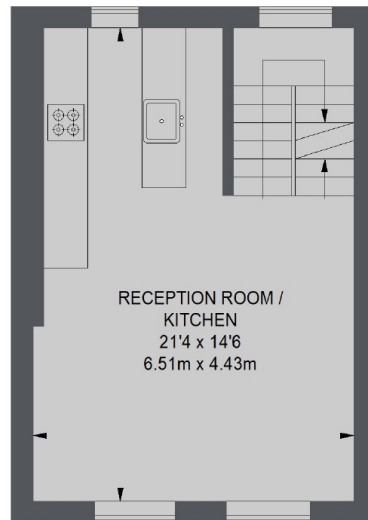 RECEPTION ROOM /
KITCHEN
21'4 x 14'6
6.51m x 4.43m